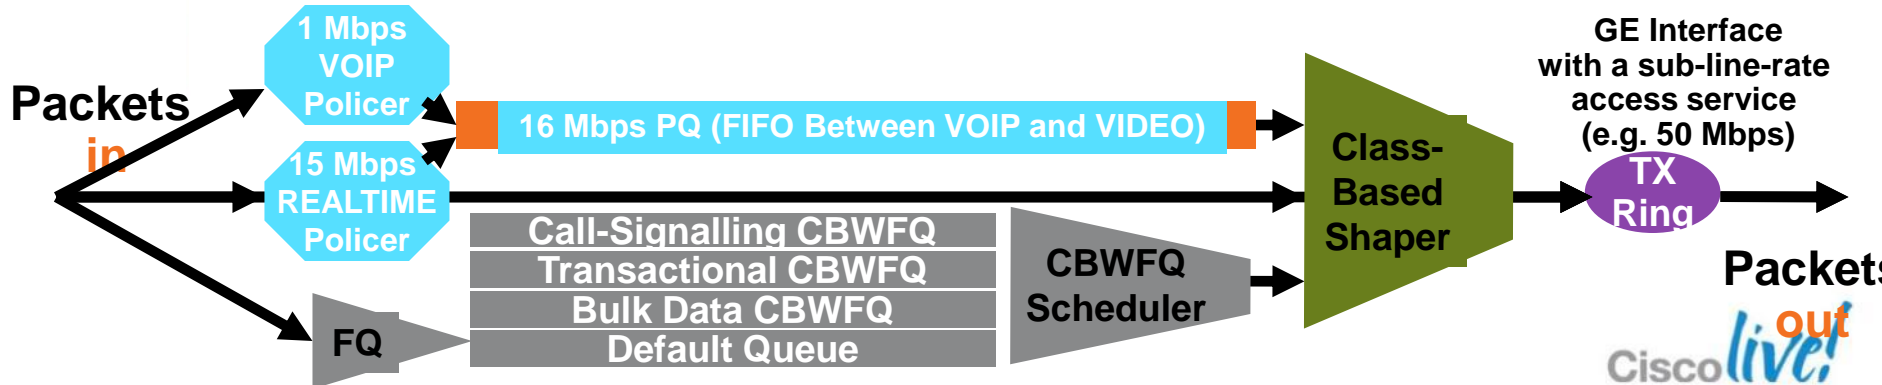 Packets
in
1 Mbps
VOIP
Policer
15 Mbps
REALTIME
Policer
16 Mbps PQ (FIFO Between VOIP and VIDEO)
FQ
Call-Signalling CBWFQ
Transactional CBWFQ
Bulk Data CBWFQ
Default Queue
CBWFQ
Scheduler
Class-
Based
Shaper
GE Interface
with a sub-line-rate
access service
(e.g. 50 Mbps)
TX
Ring
Packets
out
Cisco live!